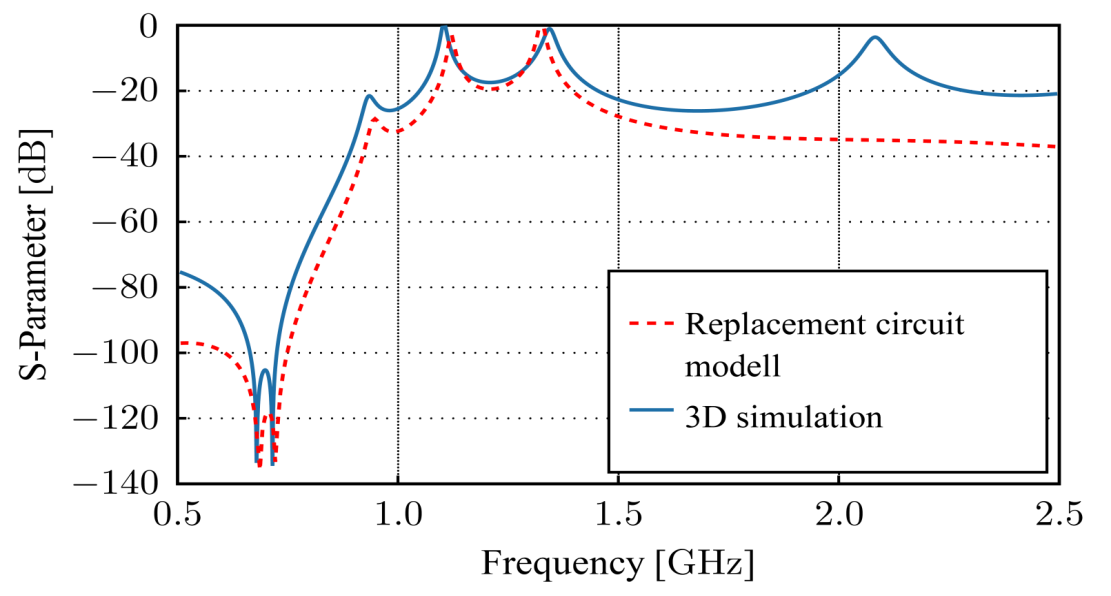 0
−20
−40
−60
−80
−100
−120
−140
S-Parameter [dB]
Replacement circuit
modell
3D simulation
0.5 1.0 1.5 2.0 2.5
Frequency [GHz]